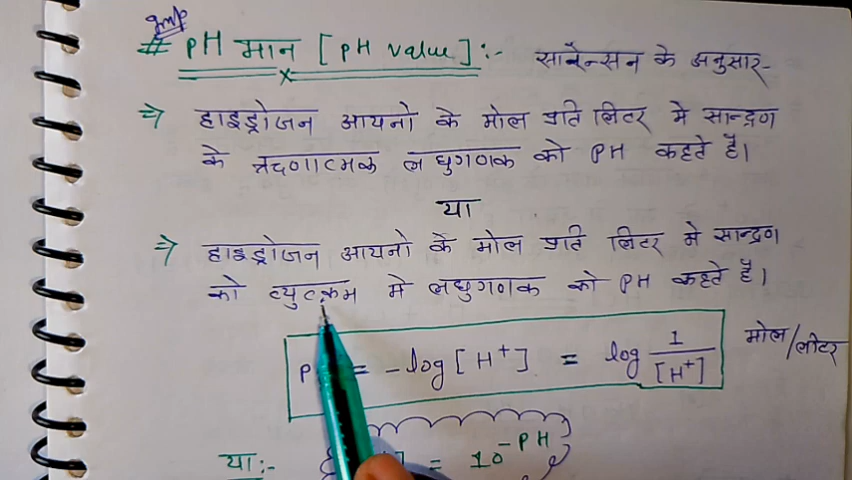 Imp
# PH मान [PH Value]:- सारेन्सन के अनुसार-
⇒ हाइड्रोजन आयनो के मोल प्रति लिटर मे सान्द्रण
के ऋणात्मक लघुगणक को PH कहते है।
या
⇒ हाइड्रोजन आयनो के मोल प्रति लिटर मे सान्द्रण
को व्युत्क्रम मे लघुगणक को PH कहते है।
P = -log[H⁺] = log 1/[H⁺] मोल/लीटर
या:- = 10^-PH